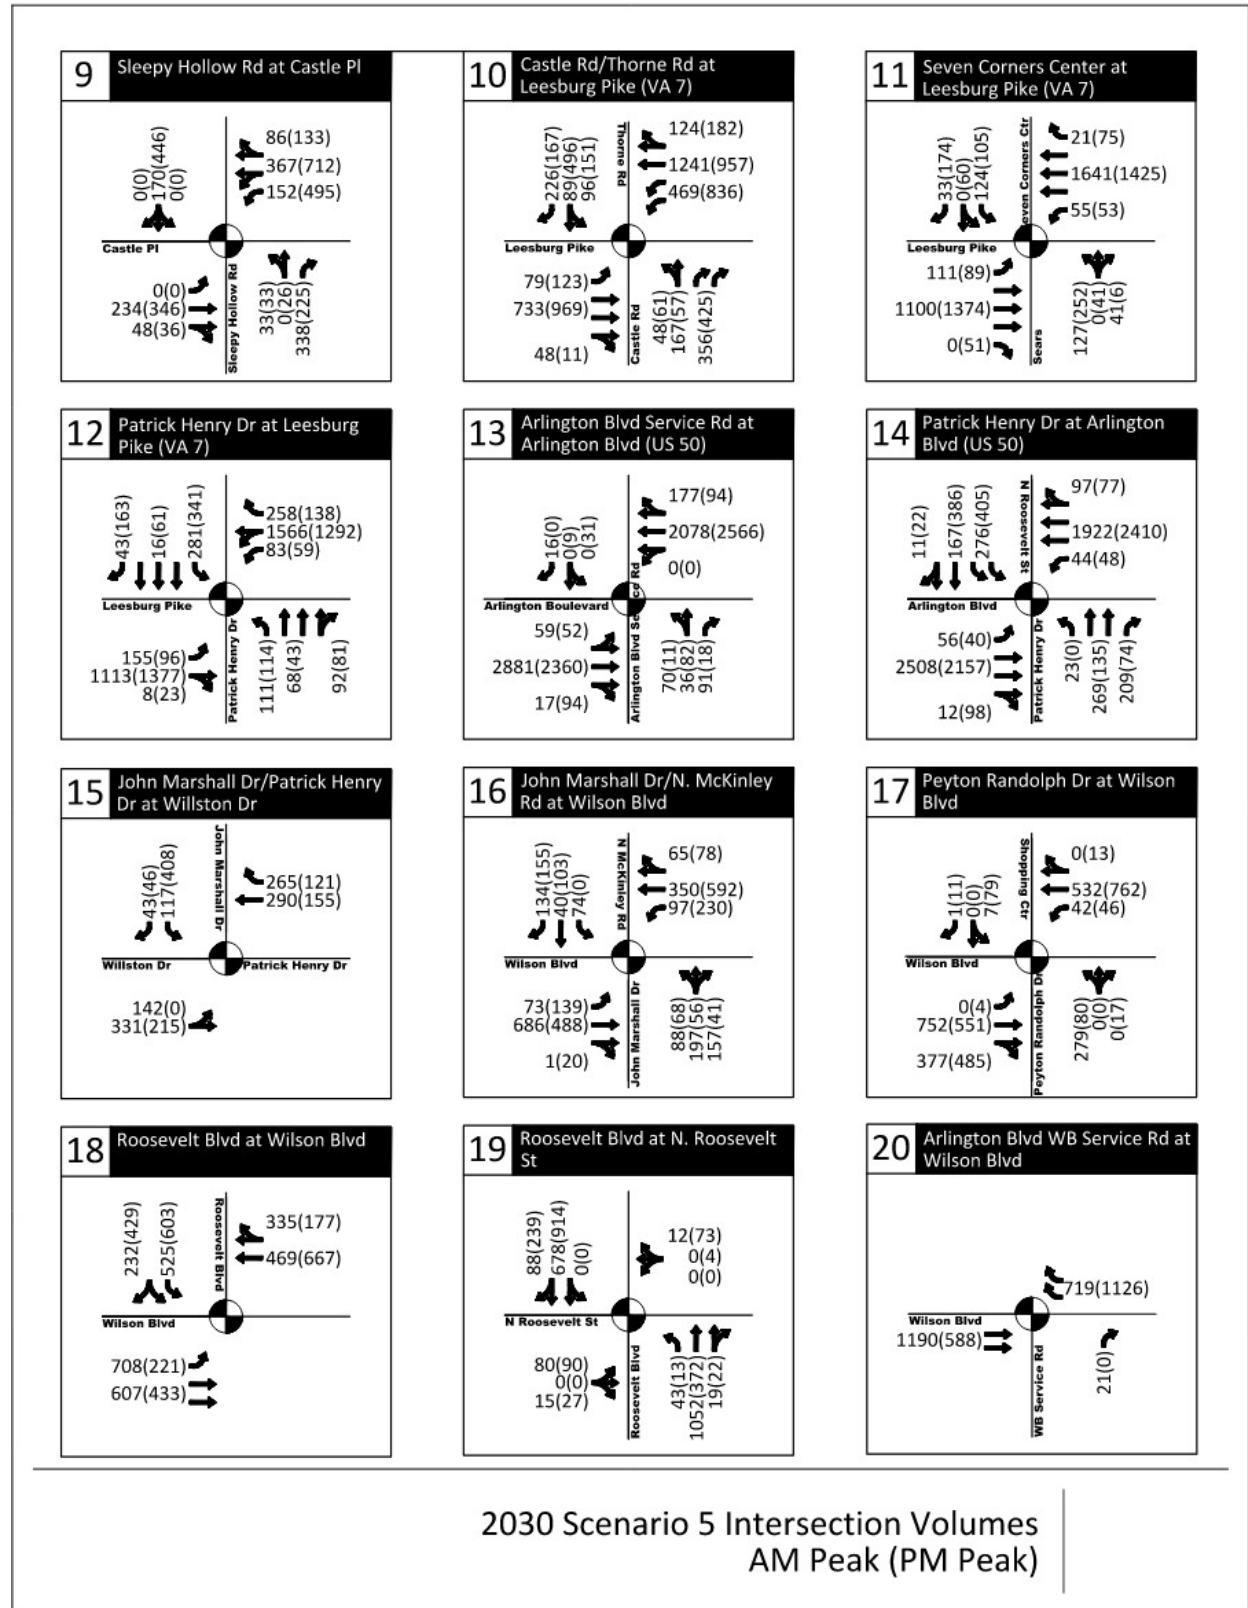 9
Sleepy Hollow Rd at Castle Pl
0(0)
170(446)
0(0)
86(133)
367(712)
152(495)
Castle Pl
Sleepy Hollow Rd
0(0)
234(346)
48(36)
33(33)
0(26)
338(225)
10
Castle Rd/Thorne Rd at
Leesburg Pike (VA 7)
226(167)
89(496)
96(151)
Thorne Rd
124(182)
1241(957)
469(836)
Leesburg Pike
79(123)
733(969)
48(11)
Castle Rd
48(61)
167(57)
356(425)
11
Seven Corners Center at
Leesburg Pike (VA 7)
33(174)
0(60)
124(105)
Seven Corners Ctr
21(75)
1641(1425)
55(53)
Leesburg Pike
111(89)
1100(1374)
0(51)
Sears
127(252)
0(41)
41(6)
12
Patrick Henry Dr at Leesburg
Pike (VA 7)
43(163)
16(61)
281(341)
258(138)
1566(1292)
83(59)
Leesburg Pike
Patrick Henry Dr
155(96)
1113(1377)
8(23)
111(114)
68(43)
92(81)
13
Arlington Blvd Service Rd at
Arlington Blvd (US 50)
16(0)
0(9)
0(31)
177(94)
2078(2566)
0(0)
Arlington Boulevard
Arlington Blvd Service Rd
59(52)
2881(2360)
17(94)
70(11)
36(82)
91(18)
14
Patrick Henry Dr at Arlington
Blvd (US 50)
11(22)
167(386)
276(405)
N Roosevelt St
97(77)
1922(2410)
44(48)
Arlington Blvd
56(40)
2508(2157)
12(98)
Patrick Henry Dr
23(0)
269(135)
209(74)
15
John Marshall Dr/Patrick Henry
Dr at Willston Dr
43(46)
117(408)
John Marshall Dr
265(121)
290(155)
Willston Dr
Patrick Henry Dr
142(0)
331(215)
16
John Marshall Dr/N. McKinley
Rd at Wilson Blvd
134(155)
40(103)
74(0)
N McKinley Rd
65(78)
350(592)
97(230)
Wilson Blvd
73(139)
686(488)
1(20)
John Marshall Dr
88(68)
197(56)
157(41)
17
Peyton Randolph Dr at Wilson
Blvd
1(11)
0(0)
7(79)
Shopping Ctr
0(13)
532(762)
42(46)
Wilson Blvd
0(4)
752(551)
377(485)
Peyton Randolph Dr
279(80)
0(0)
0(17)
18
Roosevelt Blvd at Wilson Blvd
232(429)
525(603)
Roosevelt Blvd
335(177)
469(667)
Wilson Blvd
708(221)
607(433)
19
Roosevelt Blvd at N. Roosevelt
St
88(239)
678(914)
0(0)
12(73)
0(4)
0(0)
N Roosevelt St
80(90)
0(0)
15(27)
Roosevelt Blvd
43(13)
1052(372)
19(22)
20
Arlington Blvd WB Service Rd at
Wilson Blvd
719(1126)
Wilson Blvd
1190(588)
WB Service Rd
21(0)
2030 Scenario 5 Intersection Volumes
AM Peak (PM Peak)